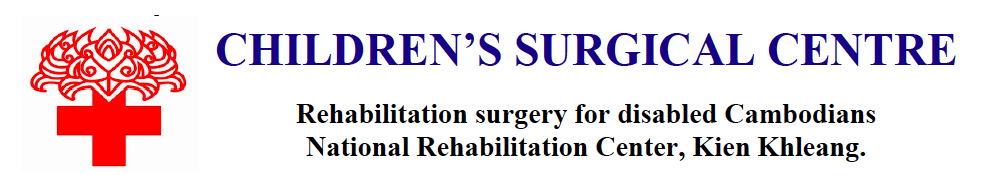 CHILDREN’S SURGICAL CENTRE
Rehabilitation surgery for disabled Cambodians
National Rehabilitation Center, Kien Khleang.